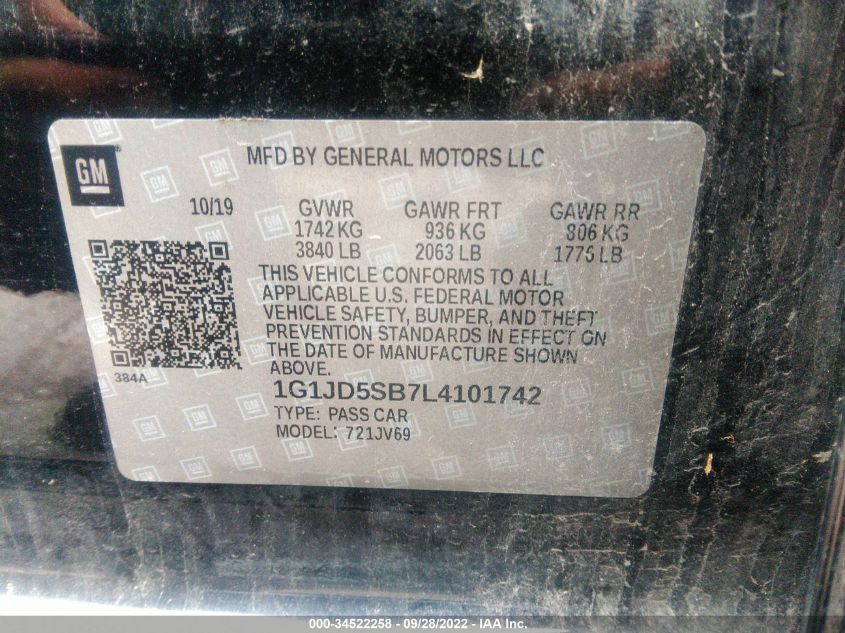 GM
MFD BY GENERAL MOTORS LLC
10/19 GVWR GAWR FRT GAWR RR
1742 KG 936 KG 806 KG
3840 LB 2063 LB 1775 LB
THIS VEHICLE CONFORMS TO ALL
APPLICABLE U.S. FEDERAL MOTOR
VEHICLE SAFETY, BUMPER, AND THEFT
PREVENTION STANDARDS IN EFFECT ON
THE DATE OF MANUFACTURE SHOWN
ABOVE.
384A
1G1JD5SB7L4101742
TYPE: PASS CAR
MODEL: 721JV69
000-34522258 - 09/28/2022 - IAA Inc.